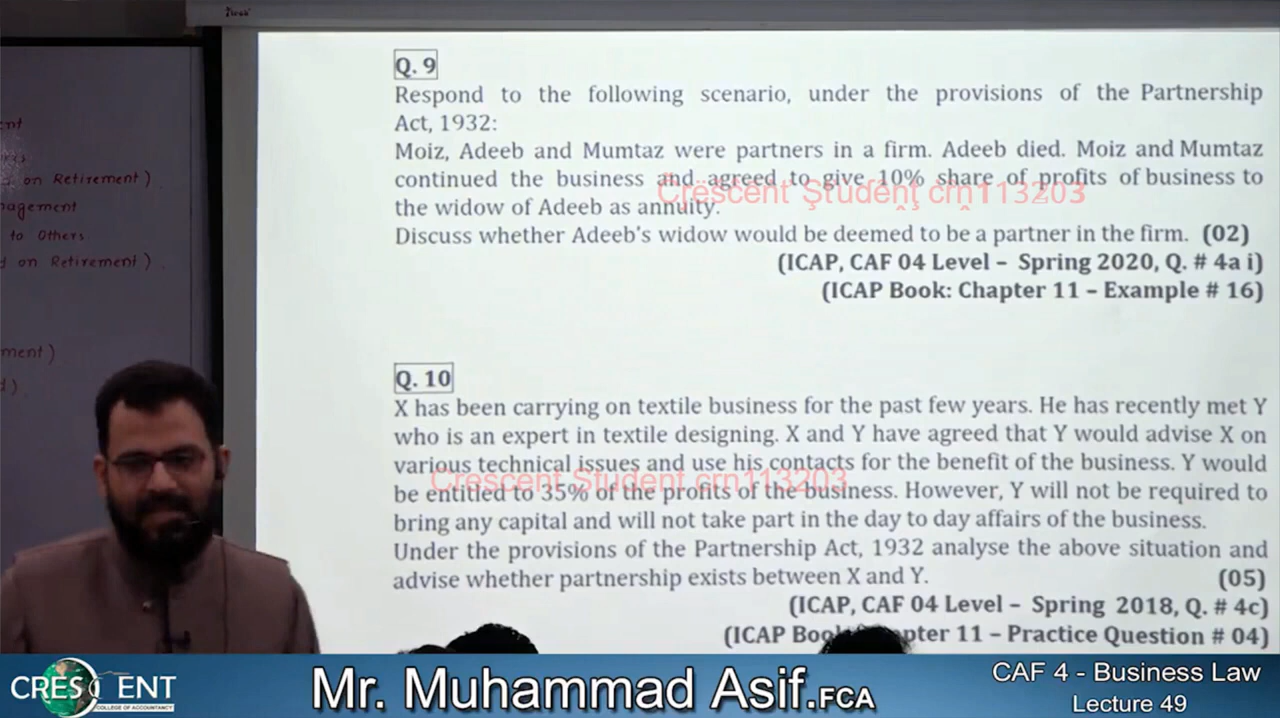 Q. 9
Respond to the following scenario, under the provisions of the Partnership
Act, 1932:
Moiz, Adeeb and Mumtaz were partners in a firm. Adeeb died. Moiz and Mumtaz
continued the business and agreed to give 10% share of profits of business to
the widow of Adeeb as annuity.
Discuss whether Adeeb's widow would be deemed to be a partner in the firm. (02)
(ICAP, CAF 04 Level – Spring 2020, Q. # 4a i)
(ICAP Book: Chapter 11 – Example # 16)
Q. 10
X has been carrying on textile business for the past few years. He has recently met Y
who is an expert in textile designing. X and Y have agreed that Y would advise X on
various technical issues and use his contacts for the benefit of the business. Y would
be entitled to 35% of the profits of the business. However, Y will not be required to
bring any capital and will not take part in the day to day affairs of the business.
Under the provisions of the Partnership Act, 1932 analyse the above situation and
advise whether partnership exists between X and Y. (05)
(ICAP, CAF 04 Level – Spring 2018, Q. # 4c)
(ICAP Book: Chapter 11 – Practice Question # 04)
Crescent Student crn113203
Crescent Student crn113203
on Retirement)
to Others
on Retirement)
CRESCENT
COLLEGE OF ACCOUNTANCY
Mr. Muhammad Asif.FCA
CAF 4 - Business Law
Lecture 49